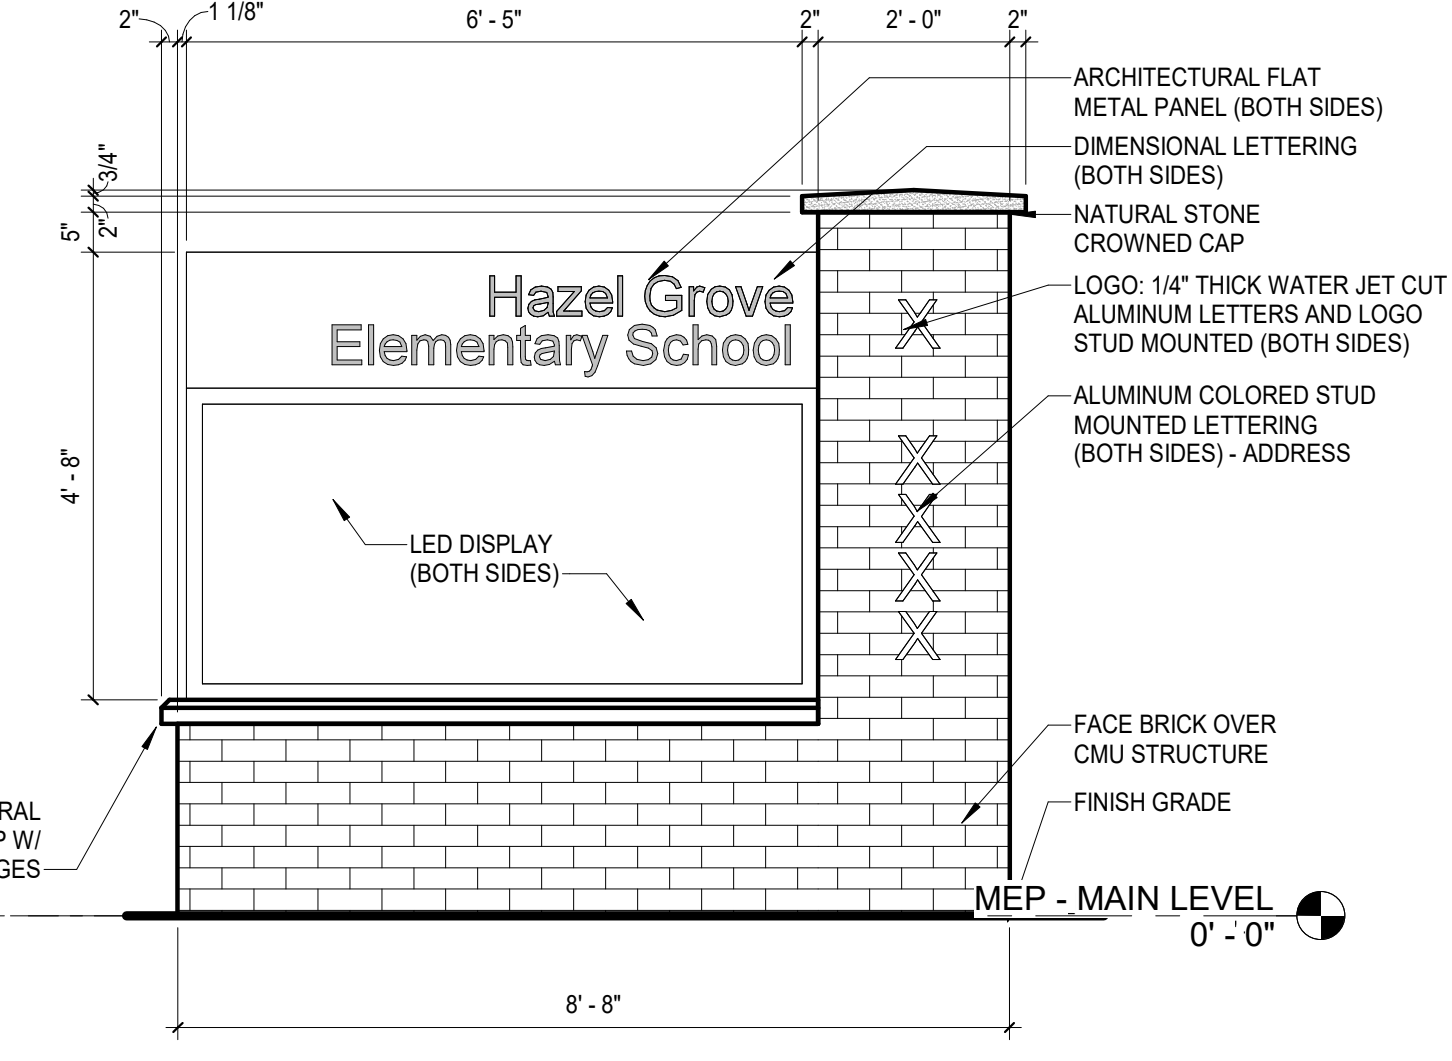 2"
1 1/8"
6' - 5"
2"
2' - 0"
2"
3/4"
2"
5"
4' - 8"
ARCHITECTURAL FLAT
METAL PANEL (BOTH SIDES)
DIMENSIONAL LETTERING
(BOTH SIDES)
NATURAL STONE
CROWNED CAP
LOGO: 1/4" THICK WATER JET CUT
ALUMINUM LETTERS AND LOGO
STUD MOUNTED (BOTH SIDES)
ALUMINUM COLORED STUD
MOUNTED LETTERING
(BOTH SIDES) - ADDRESS
Hazel Grove
Elementary School
X
X
X
X
X
LED DISPLAY
(BOTH SIDES)
FACE BRICK OVER
CMU STRUCTURE
FINISH GRADE
RAL
P W/
GES
MEP - MAIN LEVEL
0' - 0"
8' - 8"